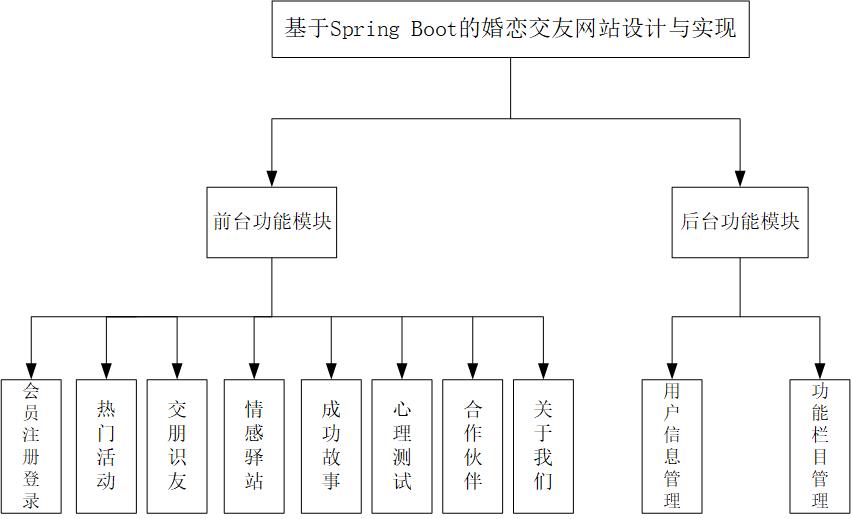 基于Spring Boot的婚恋交友网站设计与实现
前台功能模块
后台功能模块
会员注册登录
热门活动
交朋识友
情感驿站
成功故事
心理测试
合作伙伴
关于我们
用户信息管理
功能栏目管理